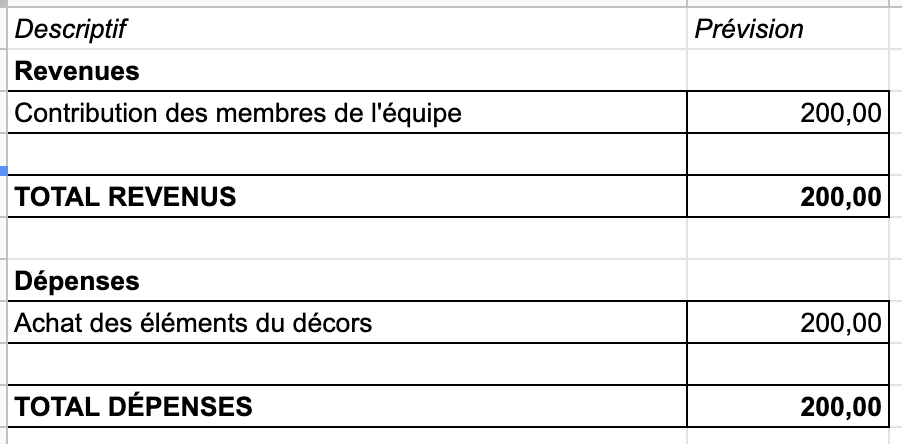 Descriptif Prévision
Revenues
Contribution des membres de l'équipe 200,00
TOTAL REVENUS 200,00
Dépenses
Achat des éléments du décors 200,00
TOTAL DÉPENSES 200,00